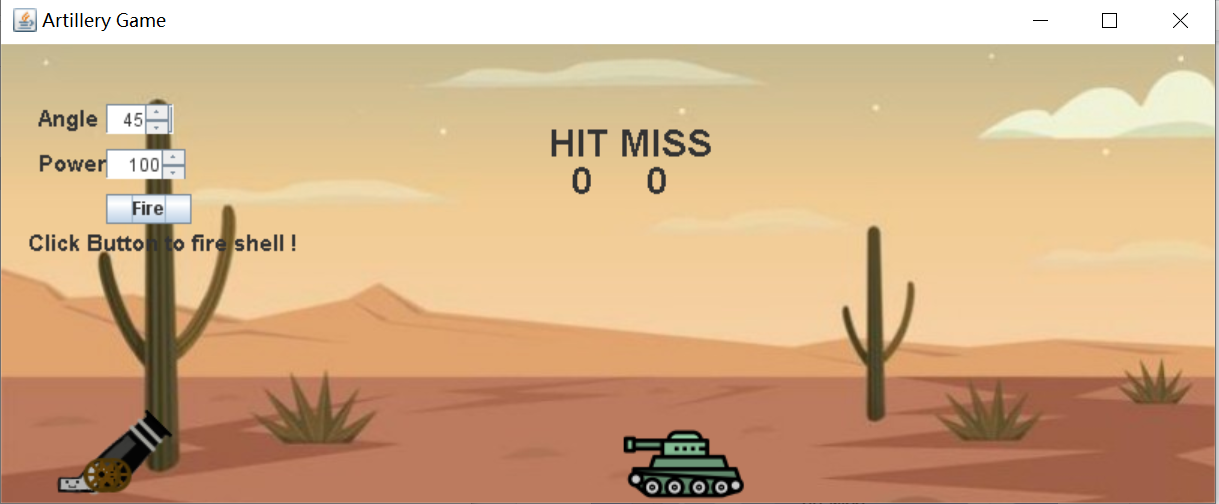 Artillery Game
Angle 45
HIT MISS
Power 100
0 0
Fire
Click Button to fire shell !